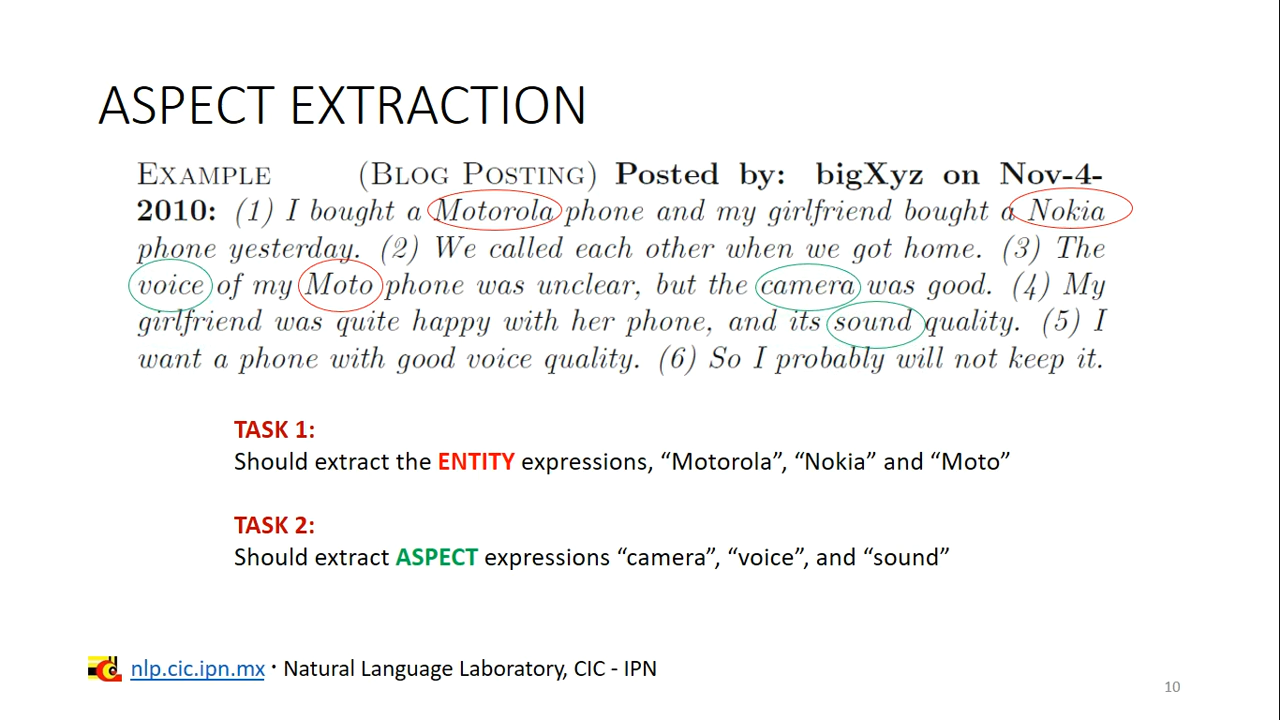 ASPECT EXTRACTION
EXAMPLE (BLOG POSTING) Posted by: bigXyz on Nov-4-
2010: (1) I bought a Motorola phone and my girlfriend bought a Nokia
phone yesterday. (2) We called each other when we got home. (3) The
voice of my Moto phone was unclear, but the camera was good. (4) My
girlfriend was quite happy with her phone, and its sound quality. (5) I
want a phone with good voice quality. (6) So I probably will not keep it.
TASK 1:
Should extract the ENTITY expressions, “Motorola”, “Nokia” and “Moto”
TASK 2:
Should extract ASPECT expressions “camera”, “voice”, and “sound”
nlp.cic.ipn.mx · Natural Language Laboratory, CIC - IPN
10